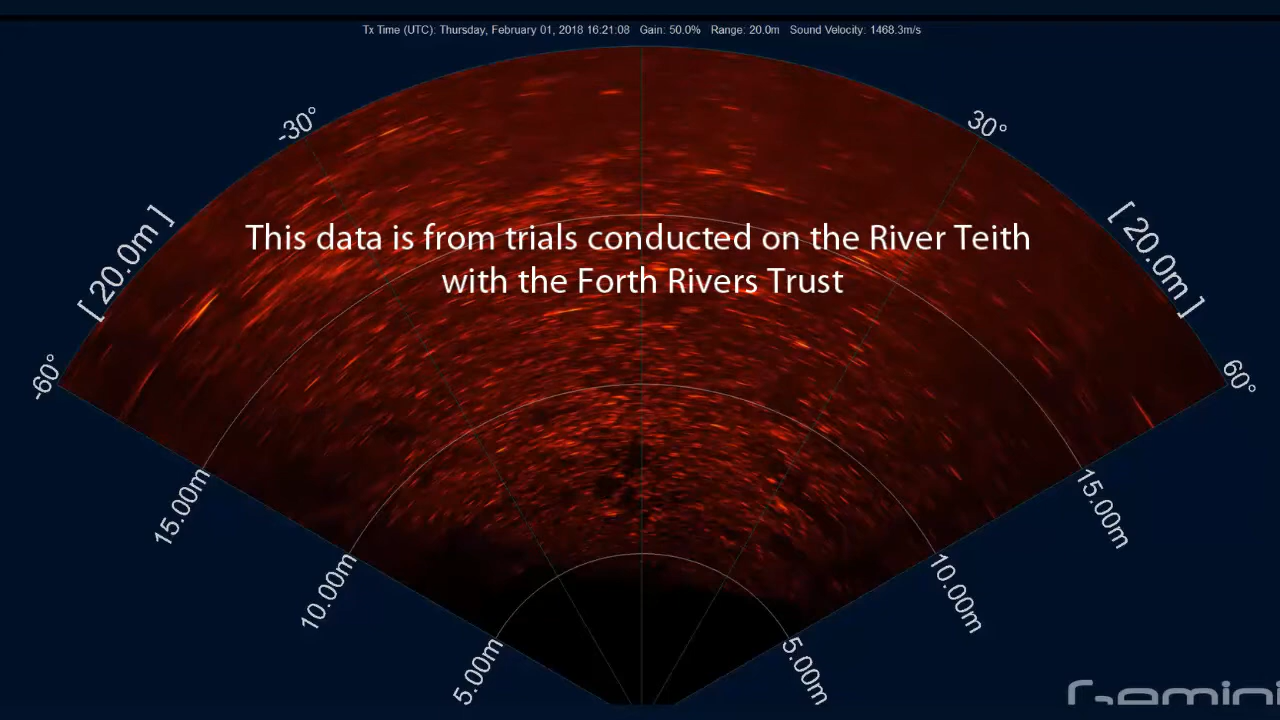 Tx Time (UTC): Thursday, February 01, 2018 16:21:08 Gain: 50.0% Range: 20.0m Sound Velocity: 1468.3m/s
-30°
30°
[ 20.0m ]
[ 20.0m ]
This data is from trials conducted on the River Teith
with the Forth Rivers Trust
-60°
60°
15.00m
15.00m
10.00m
10.00m
5.00m
5.00m
Gemini